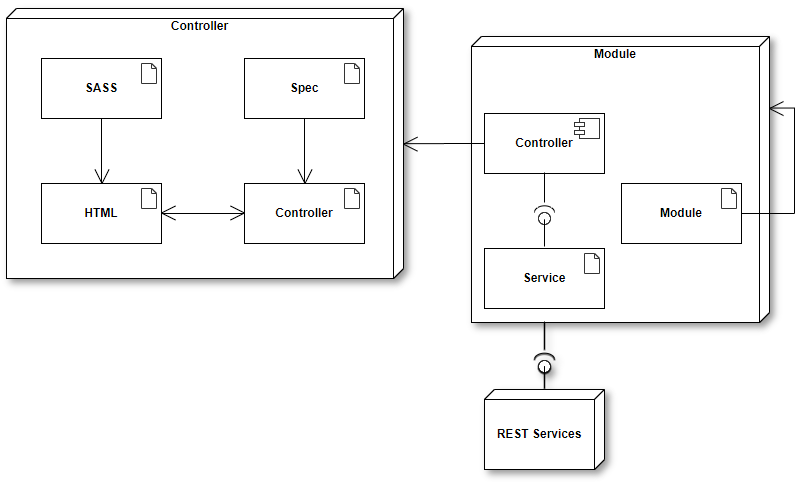 Controller
SASS
Spec
HTML
Controller
Module
Controller
Module
Service
REST Services